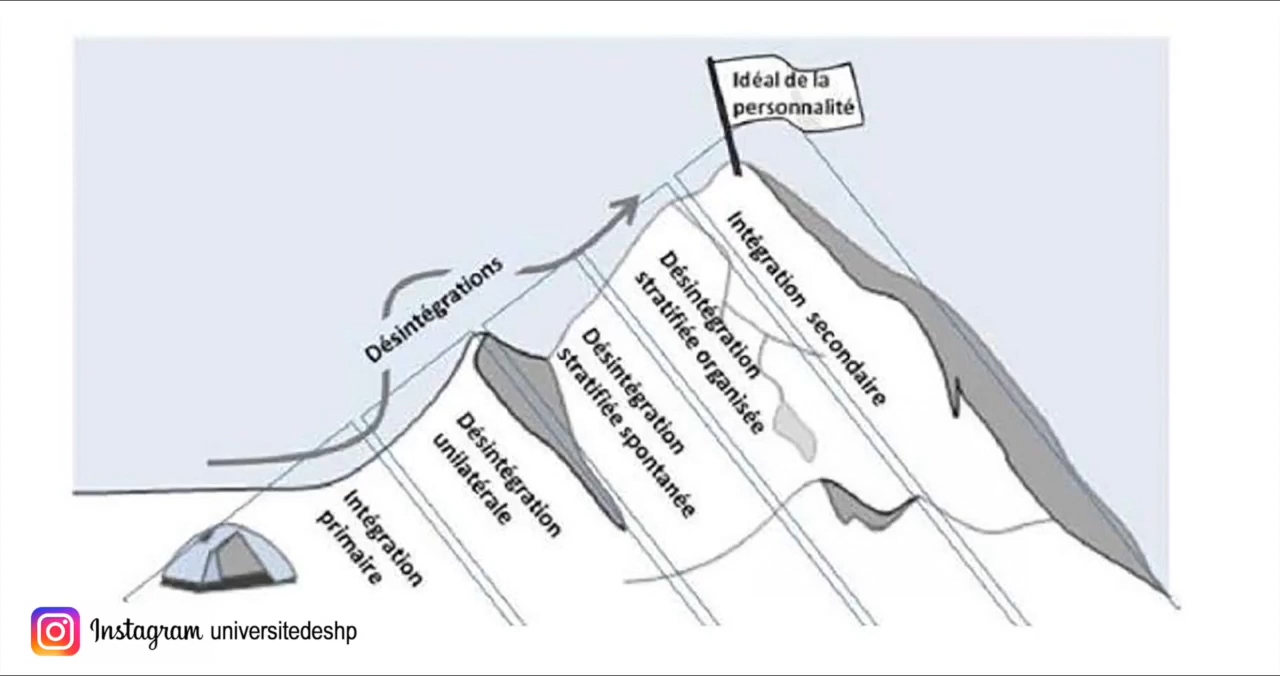 Idéal de la
personnalité
Désintégrations
Intégration
primaire
Désintégration
unilatérale
Désintégration
stratifiée spontanée
Désintégration
stratifiée organisée
Intégration secondaire
Instagram universitedeshp